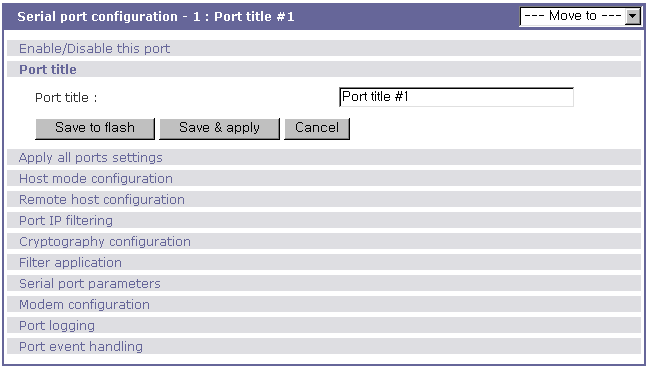 Serial port configuration - 1 : Port title #1 --- Move to ---
Enable/Disable this port
Port title
Port title : Port title #1
Save to flash Save & apply Cancel
Apply all ports settings
Host mode configuration
Remote host configuration
Port IP filtering
Cryptography configuration
Filter application
Serial port parameters
Modem configuration
Port logging
Port event handling